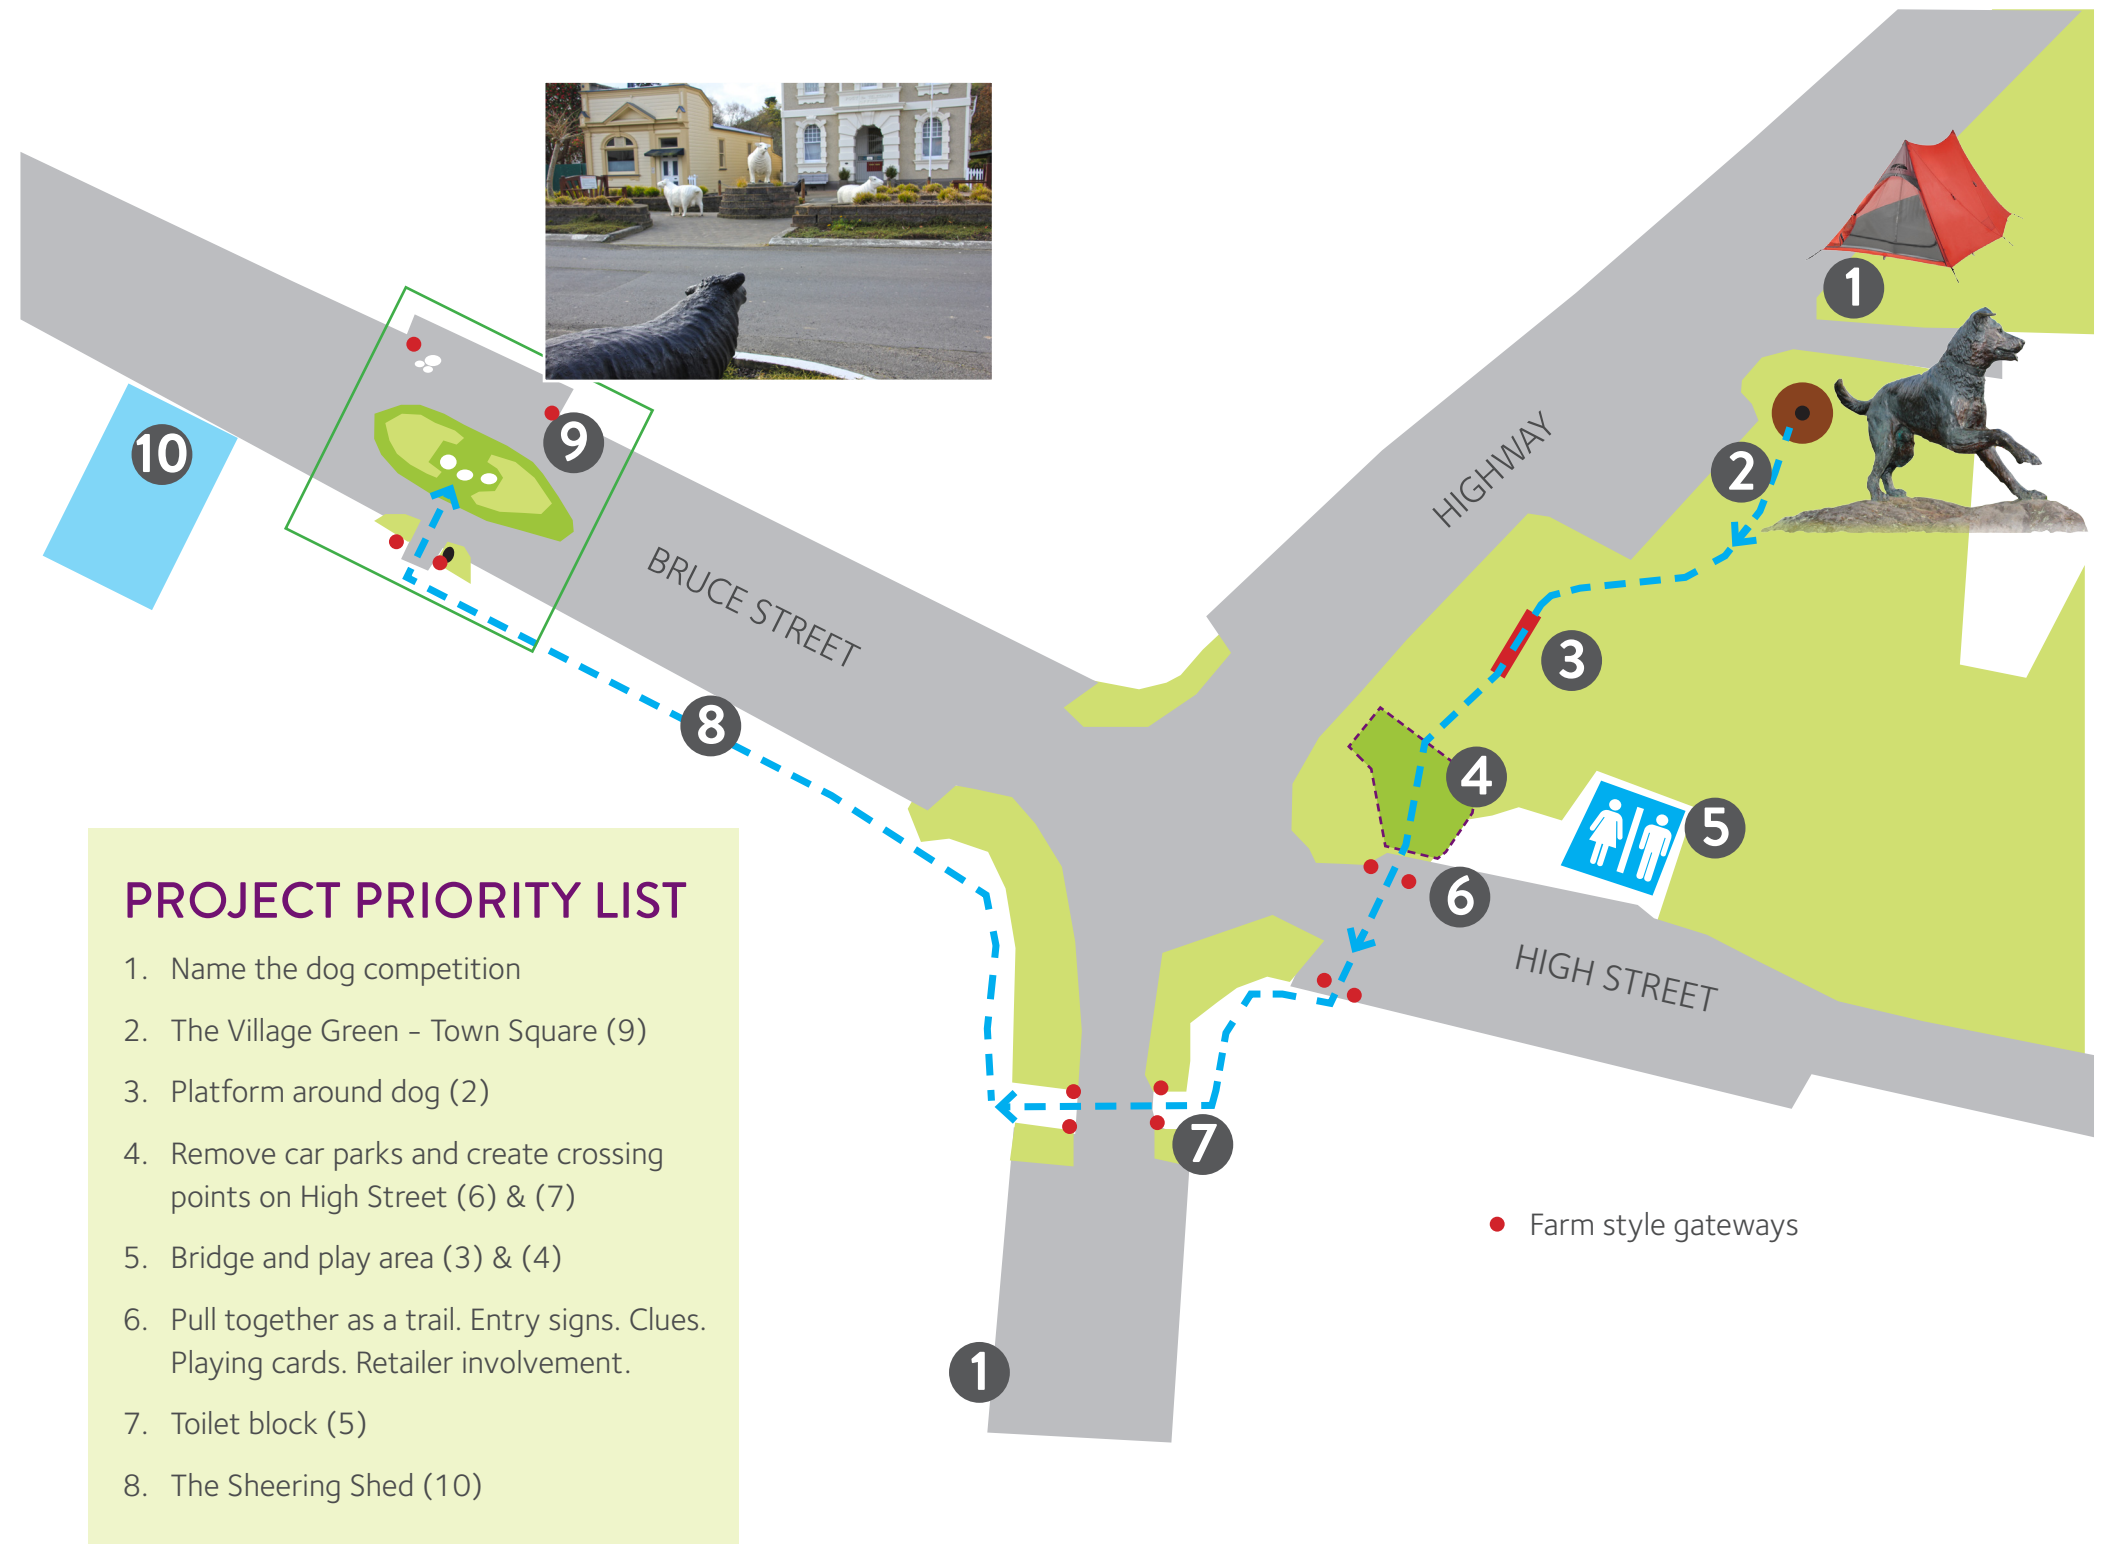 1
HIGHWAY
2
10
9
BRUCE STREET
3
8
4
5
6
HIGH STREET
7
1
Farm style gateways
PROJECT PRIORITY LIST
1. Name the dog competition
2. The Village Green - Town Square (9)
3. Platform around dog (2)
4. Remove car parks and create crossing
points on High Street (6) & (7)
5. Bridge and play area (3) & (4)
6. Pull together as a trail. Entry signs. Clues.
Playing cards. Retailer involvement.
7. Toilet block (5)
8. The Sheering Shed (10)